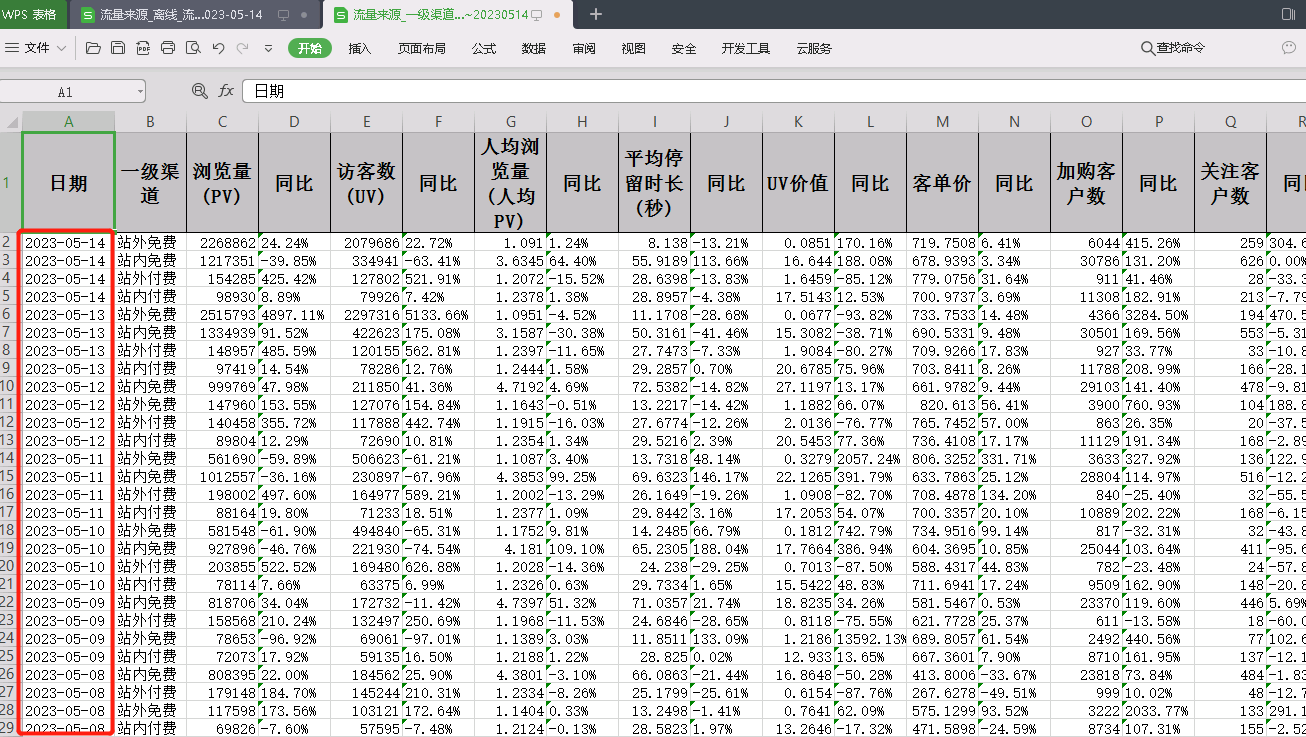 WPS 表格 流量来源_离线_流...023-05-14 流量来源_一级渠道...~20230514 +
文件 开始 插入 页面布局 公式 数据 审阅 视图 安全 开发工具 云服务 查找命令
A1 fx 日期
A B C D E F G H I J K L M N O P Q R
1 日期 一级渠道 浏览量(PV) 同比 访客数(UV) 同比 人均浏览量(人均PV) 同比 平均停留时长(秒) 同比 UV价值 同比 客单价 同比 加购客户数 同比 关注客户数 同
2 2023-05-14 站外免费 2268862 24.24% 2079686 22.72% 1.091 1.24% 8.138 -13.21% 0.0851 170.16% 719.7508 6.41% 6044 415.26% 259 304.6
3 2023-05-14 站内免费 1217351 -39.85% 334941 -63.41% 3.6345 64.40% 55.9189 113.66% 16.644 188.08% 678.9393 3.34% 30786 131.20% 626 0.00%
4 2023-05-14 站外付费 154285 425.42% 127802 521.91% 1.2072 -15.52% 28.6398 -13.83% 1.6459 -85.12% 779.0756 31.64% 911 41.46% 28 -33.3
5 2023-05-14 站内付费 98930 8.89% 79926 7.42% 1.2378 1.38% 28.8957 -4.38% 17.5143 12.53% 700.9737 3.69% 11308 182.91% 213 -7.79
6 2023-05-13 站外免费 2515793 4897.11% 2297316 5133.66% 1.0951 -4.52% 11.1708 -28.68% 0.0677 -93.82% 733.7533 14.48% 4366 3284.50% 194 470.5
7 2023-05-13 站内免费 1334939 91.52% 422623 175.08% 3.1587 -30.38% 50.3161 -41.46% 15.3082 -38.71% 690.5331 9.48% 30501 169.56% 553 -5.31
8 2023-05-13 站外付费 148957 485.59% 120155 562.81% 1.2397 -11.65% 27.7473 -7.33% 1.9084 -80.27% 709.9266 17.83% 927 33.77% 33 -10.8
9 2023-05-13 站内付费 97419 14.54% 78286 12.76% 1.2444 1.58% 29.2857 0.70% 20.6785 75.96% 703.8411 8.26% 11788 208.99% 166 -28.1
10 2023-05-12 站内免费 999769 47.98% 211850 41.36% 4.7192 4.69% 72.5382 -14.82% 27.1197 13.17% 661.9782 9.44% 29103 141.40% 478 -9.81
11 2023-05-12 站外免费 147960 153.55% 127076 154.84% 1.1643 -0.51% 13.2217 -14.42% 1.1882 66.07% 820.613 56.41% 3900 760.93% 104 188.8
12 2023-05-12 站外付费 140458 355.72% 117888 442.74% 1.1915 -16.03% 27.6774 -12.26% 2.0136 -76.77% 765.7452 57.00% 863 26.35% 20 -37.5
13 2023-05-12 站内付费 89804 12.29% 72690 10.81% 1.2354 1.34% 29.5216 2.39% 20.5453 77.36% 736.4108 17.17% 11129 191.34% 168 -2.89
14 2023-05-11 站外免费 561690 -59.89% 506623 -61.21% 1.1087 3.40% 13.7318 48.14% 0.3279 2057.24% 806.3252 331.71% 3633 327.92% 136 122.9
15 2023-05-11 站内免费 1012557 -36.16% 230897 -67.96% 4.3853 99.25% 69.6323 146.17% 22.1265 391.79% 633.7863 25.12% 28804 114.97% 516 -12.2
16 2023-05-11 站外付费 198002 497.60% 164977 589.21% 1.2002 -13.29% 26.1649 -19.26% 1.0908 -82.70% 708.4878 134.20% 840 -25.40% 32 -55.5
17 2023-05-11 站内付费 88164 19.80% 71233 18.51% 1.2377 1.09% 29.8442 3.16% 17.2053 54.07% 700.3357 20.10% 10889 202.22% 168 -6.15
18 2023-05-10 站外免费 581548 -61.90% 494840 -65.31% 1.1752 9.81% 14.2485 66.79% 0.1812 742.79% 734.9516 99.14% 817 -32.31% 32 -43.8
19 2023-05-10 站内免费 927896 -46.76% 221930 -74.54% 4.181 109.10% 65.2305 188.04% 17.7664 386.94% 604.3695 10.85% 25044 103.64% 411 -95.6
20 2023-05-10 站外付费 203855 522.52% 169480 626.88% 1.2028 -14.36% 24.238 -29.25% 0.7013 -87.50% 588.4317 44.83% 782 -23.48% 24 -57.8
21 2023-05-10 站内付费 78114 7.66% 63375 6.99% 1.2326 0.63% 29.7334 1.65% 15.5422 48.83% 711.6941 17.24% 9509 162.90% 148 -20.8
22 2023-05-09 站内免费 818706 34.04% 172732 -11.42% 4.7397 51.32% 71.0357 21.74% 18.8235 34.26% 581.5467 0.53% 23370 119.60% 446 5.69%
23 2023-05-09 站外付费 158568 210.24% 132497 250.69% 1.1968 -11.53% 24.6846 -28.65% 0.8118 -75.55% 621.7728 25.37% 611 -13.58% 18 -60.0
24 2023-05-09 站外免费 78653 -96.92% 69061 -97.01% 1.1389 3.03% 11.8511 133.09% 1.2186 13592.13% 689.8057 61.54% 2492 440.56% 77 102.6
25 2023-05-09 站内付费 72073 17.92% 59135 16.50% 1.2188 1.22% 28.825 0.02% 12.933 13.65% 667.3601 7.90% 8710 161.95% 137 -12.1
26 2023-05-08 站内免费 808395 22.00% 184562 25.90% 4.3801 -3.10% 66.0863 -21.44% 16.8648 -50.28% 413.8006 -33.67% 23818 73.84% 484 -1.83
27 2023-05-08 站外付费 179148 184.70% 145244 210.31% 1.2334 -8.26% 25.1799 -25.61% 0.6154 -87.76% 267.6278 -49.51% 999 10.02% 48 -12.7
28 2023-05-08 站外免费 117598 173.56% 103121 172.64% 1.1404 0.33% 13.2498 -1.41% 0.7641 62.09% 575.1299 93.52% 3222 2033.77% 133 291.1
29 2023-05-08 站内付费 69826 -7.60% 57595 -7.48% 1.2124 -0.13% 28.5823 1.97% 13.2646 -17.32% 471.5898 -24.59% 8734 107.31% 155 -2.52